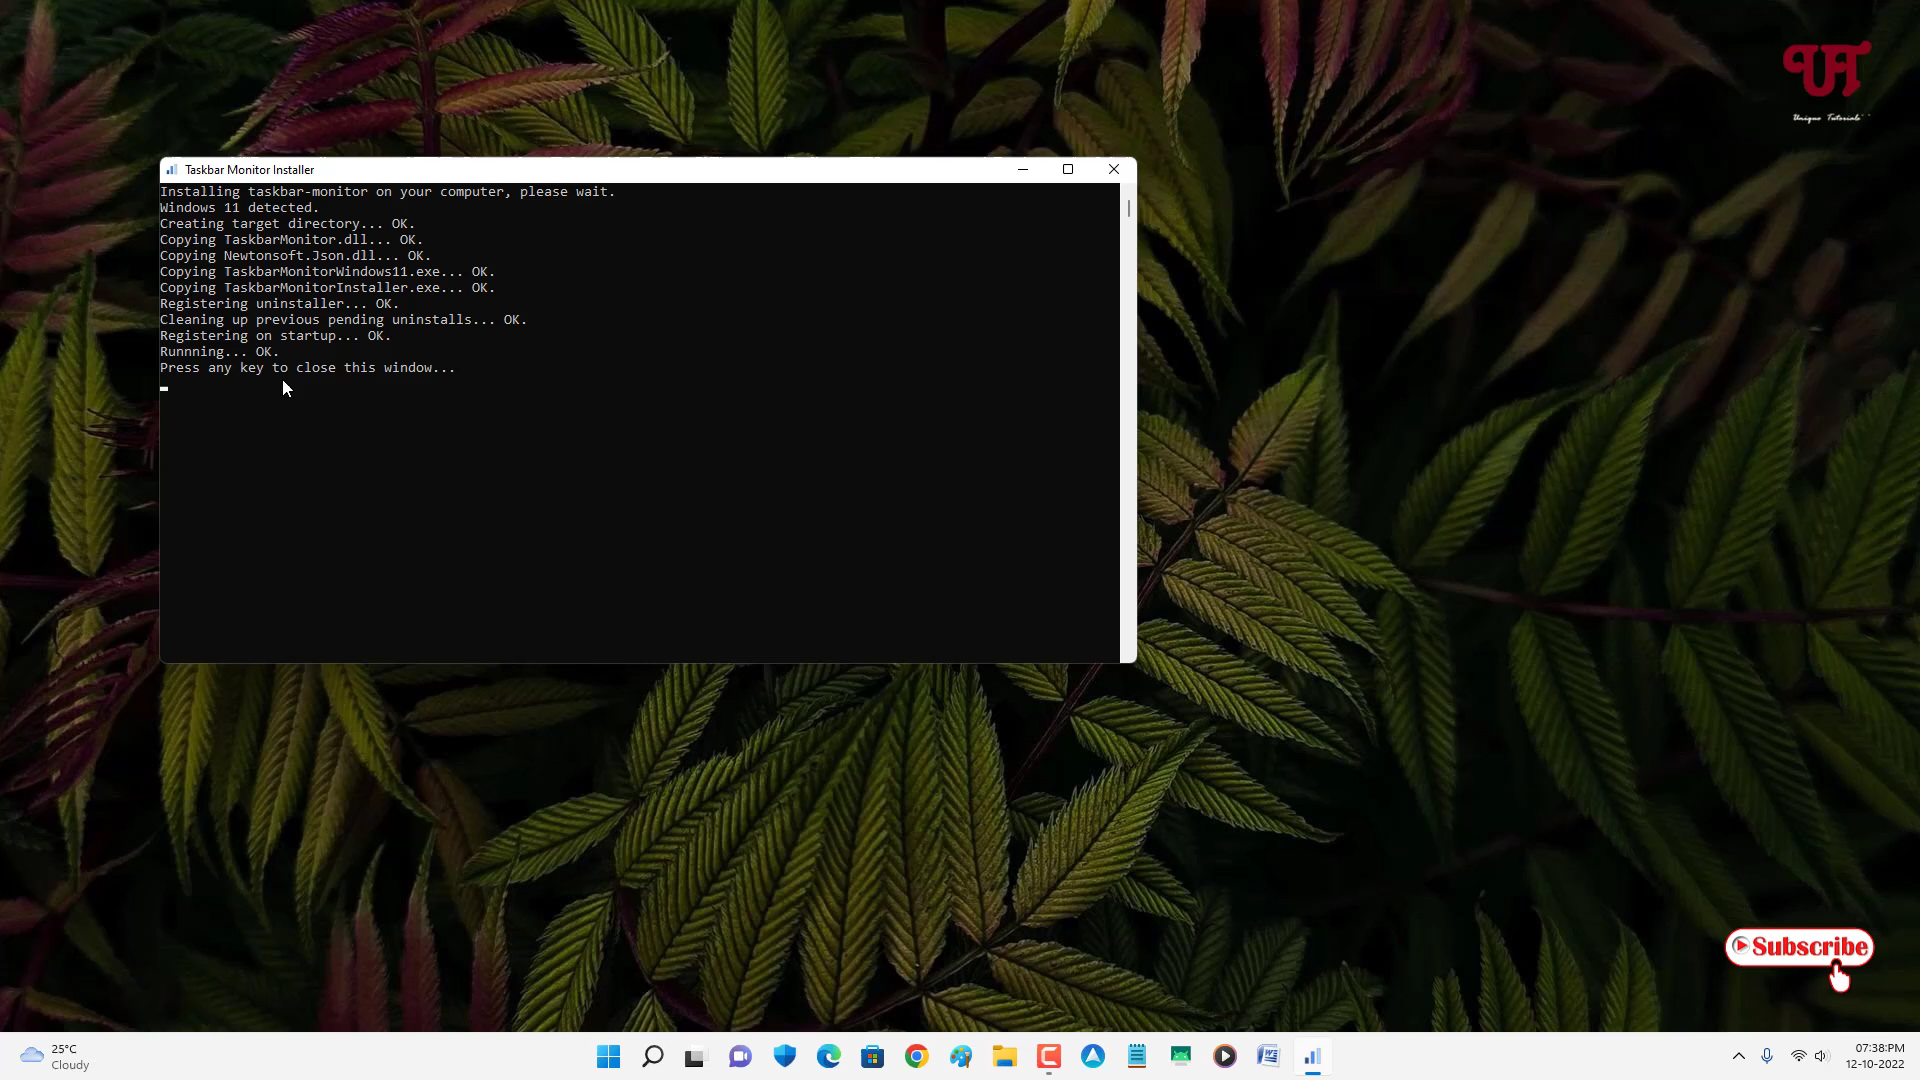 Unique Tutorials
Taskbar Monitor Installer
Installing taskbar-monitor on your computer, please wait.
Windows 11 detected.
Creating target directory... OK.
Copying TaskbarMonitor.dll... OK.
Copying Newtonsoft.Json.dll... OK.
Copying TaskbarMonitorWindows11.exe... OK.
Copying TaskbarMonitorInstaller.exe... OK.
Registering uninstaller... OK.
Cleaning up previous pending uninstalls... OK.
Registering on startup... OK.
Runnning... OK.
Press any key to close this window...
Subscribe
25°C
Cloudy
07:38:PM
12-10-2022